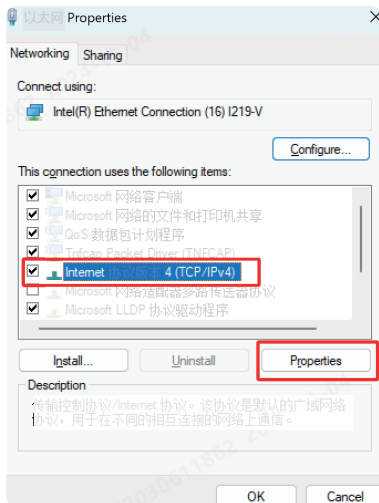 以太网 Properties
Networking
Sharing
Connect using:
Intel(R) Ethernet Connection (16) I219-V
Configure...
This connection uses the following items:
Microsoft 网络客户端
Microsoft 网络的文件和打印机共享
QoS 数据包计划程序
Tnfcap Packet Driver (TNFCAP)
Internet 协议版本 4 (TCP/IPv4)
Microsoft 网络适配器多路传送器协议
Microsoft LLDP 协议驱动程序
Install...
Uninstall
Properties
Description
传输控制协议/Internet 协议。该协议是默认的广域网络
协议，用于在不同的相互连接的网络上通信。
OK
Cancel